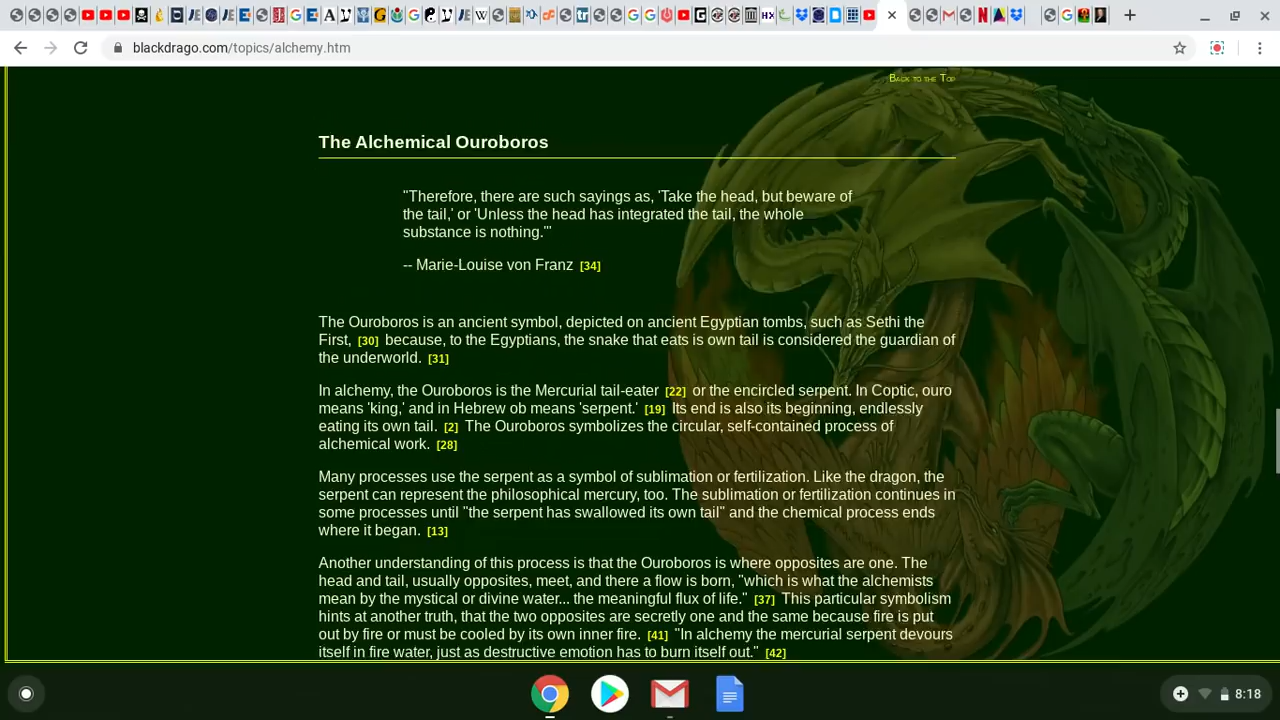 blackdrago.com/topics/alchemy.htm
Back to the Top
The Alchemical Ouroboros
"Therefore, there are such sayings as, 'Take the head, but beware of
the tail,' or 'Unless the head has integrated the tail, the whole
substance is nothing.'"
-- Marie-Louise von Franz [34]
The Ouroboros is an ancient symbol, depicted on ancient Egyptian tombs, such as Sethi the
First, [30] because, to the Egyptians, the snake that eats is own tail is considered the guardian of
the underworld. [31]
In alchemy, the Ouroboros is the Mercurial tail-eater [22] or the encircled serpent. In Coptic, ouro
means 'king,' and in Hebrew ob means 'serpent.' [19] Its end is also its beginning, endlessly
eating its own tail. [2] The Ouroboros symbolizes the circular, self-contained process of
alchemical work. [28]
Many processes use the serpent as a symbol of sublimation or fertilization. Like the dragon, the
serpent can represent the philosophical mercury, too. The sublimation or fertilization continues in
some processes until "the serpent has swallowed its own tail" and the chemical process ends
where it began. [13]
Another understanding of this process is that the Ouroboros is where opposites are one. The
head and tail, usually opposites, meet, and there a flow is born, "which is what the alchemists
mean by the mystical or divine water... the meaningful flux of life." [37] This particular symbolism
hints at another truth, that the two opposites are secretly one and the same because fire is put
out by fire or must be cooled by its own inner fire. [41] "In alchemy the mercurial serpent devours
itself in fire water, just as destructive emotion has to burn itself out." [42]
8:18